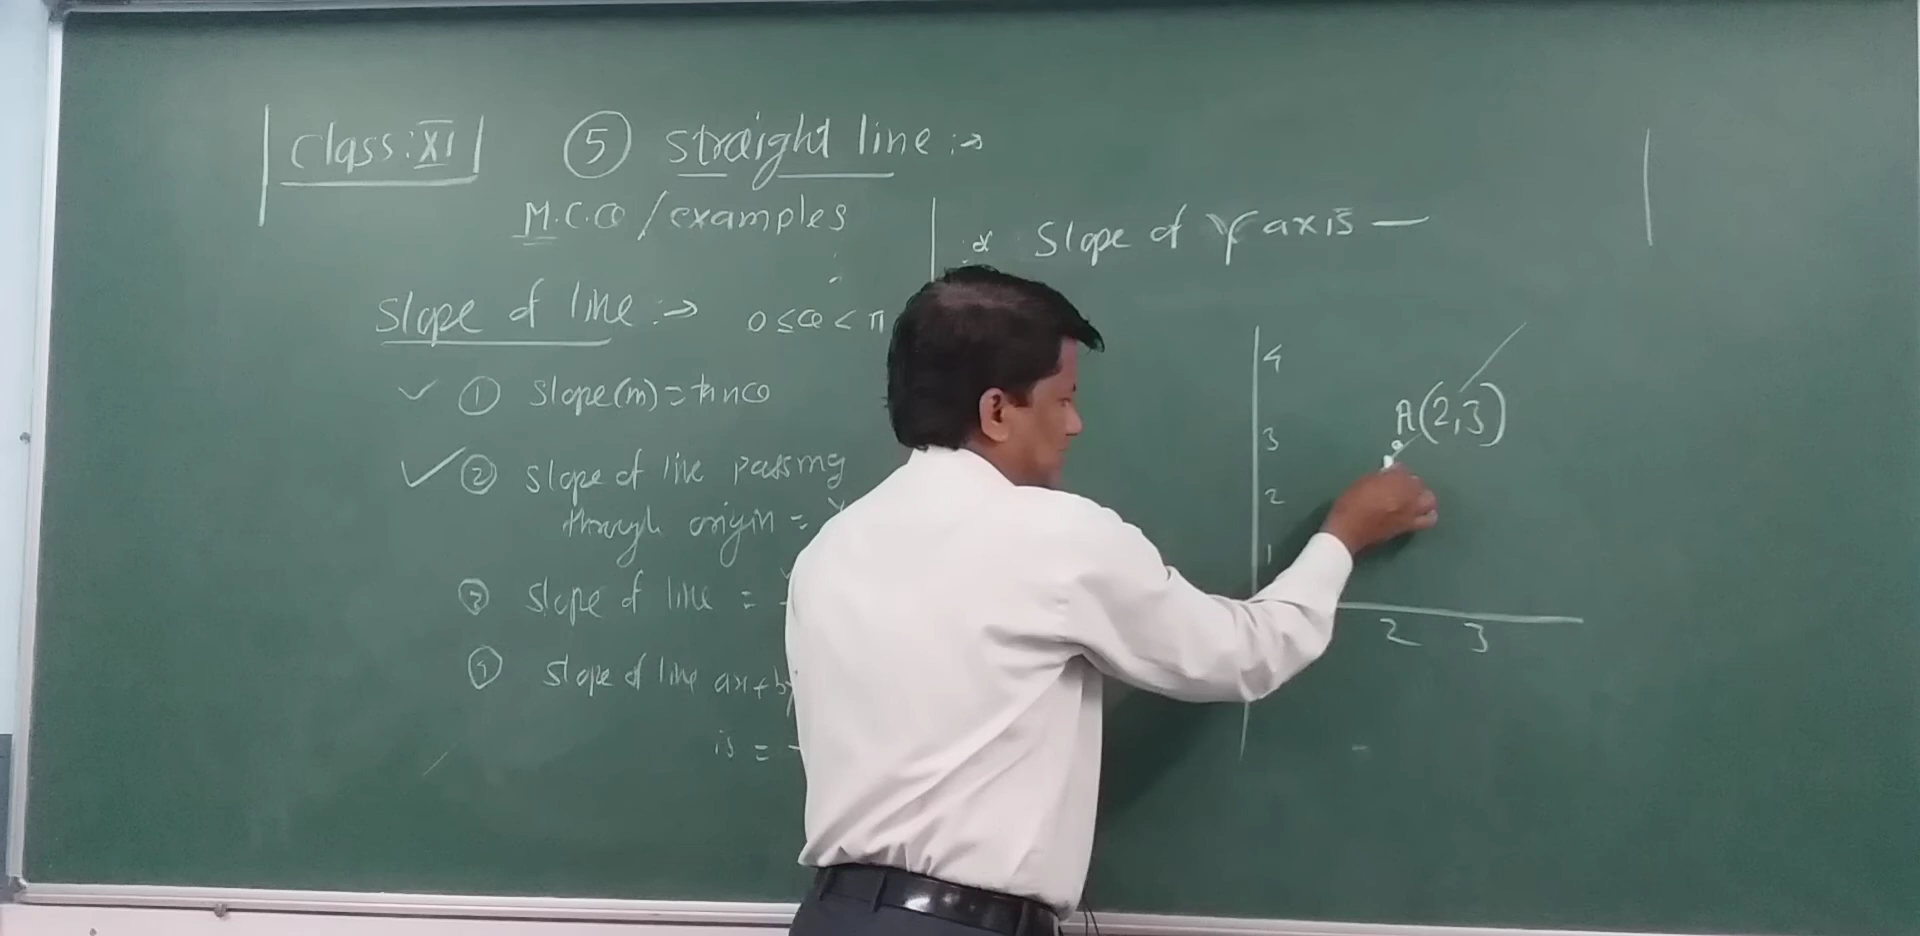 Class: XI
5 Straight line :→
M.C.Q / examples
Slope of line :→ 0 ≤ θ < π
✓ 1 Slope (m) = tanθ
✓ 2 Slope of line passing
through origin =
3 Slope of line =
4 Slope of line ax + by
is = -
* Slope of Y axis —
4
3
2
1
A(2,3)
2 3